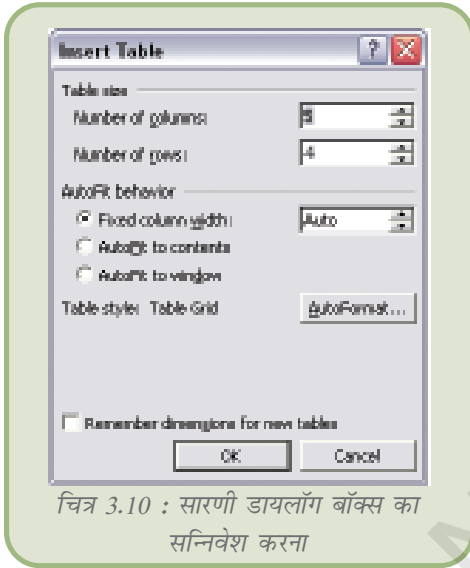 Insert Table
Table size
Number of columns: 5
Number of rows: 4
AutoFit behavior
Fixed column width: Auto
AutoFit to contents
AutoFit to window
Table style: Table Grid AutoFormat...
Remember dimensions for new tables
OK Cancel
चित्र 3.10 : सारणी डायलॉग बॉक्स का
सन्निवेश करना